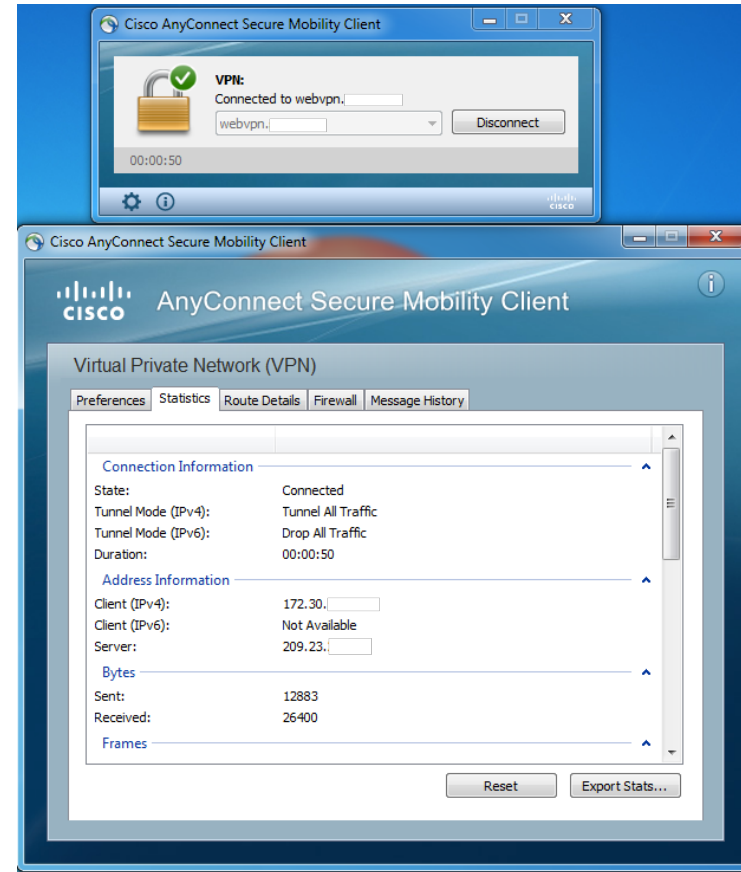 Cisco AnyConnect Secure Mobility Client
VPN:
Connected to webvpn.
webvpn.
Disconnect
00:00:50
CISCO
Cisco AnyConnect Secure Mobility Client
CISCO
AnyConnect Secure Mobility Client
Virtual Private Network (VPN)
Preferences Statistics Route Details Firewall Message History
Connection Information
State: Connected
Tunnel Mode (IPv4): Tunnel All Traffic
Tunnel Mode (IPv6): Drop All Traffic
Duration: 00:00:50
Address Information
Client (IPv4): 172.30.
Client (IPv6): Not Available
Server: 209.23.
Bytes
Sent: 12883
Received: 26400
Frames
Reset Export Stats...